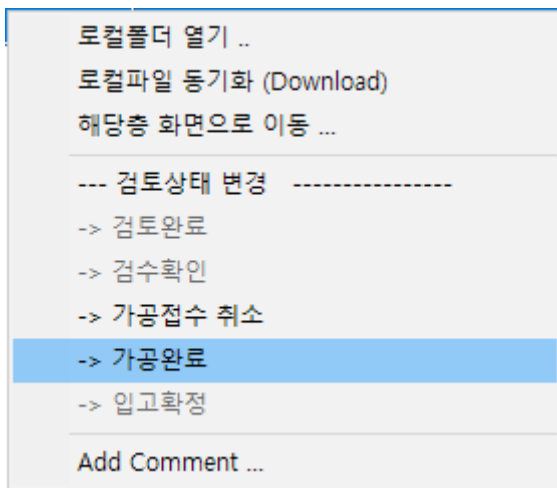 로컬폴더 열기 ..
로컬파일 동기화 (Download)
해당층 화면으로 이동 ...
--- 검토상태 변경 ----------------
-> 검토완료
-> 검수확인
-> 가공접수 취소
-> 가공완료
-> 입고확정
Add Comment ...